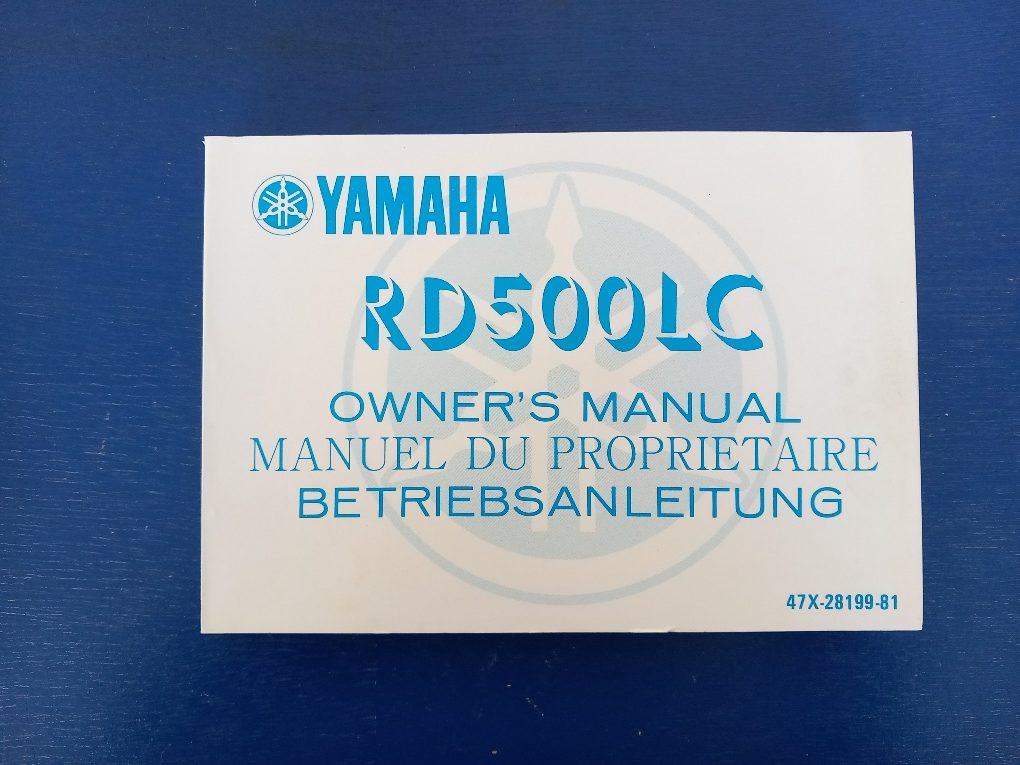 YAMAHA
RD500LC
OWNER'S MANUAL
MANUEL DU PROPRIETAIRE
BETRIEBSANLEITUNG
47X-28199-81